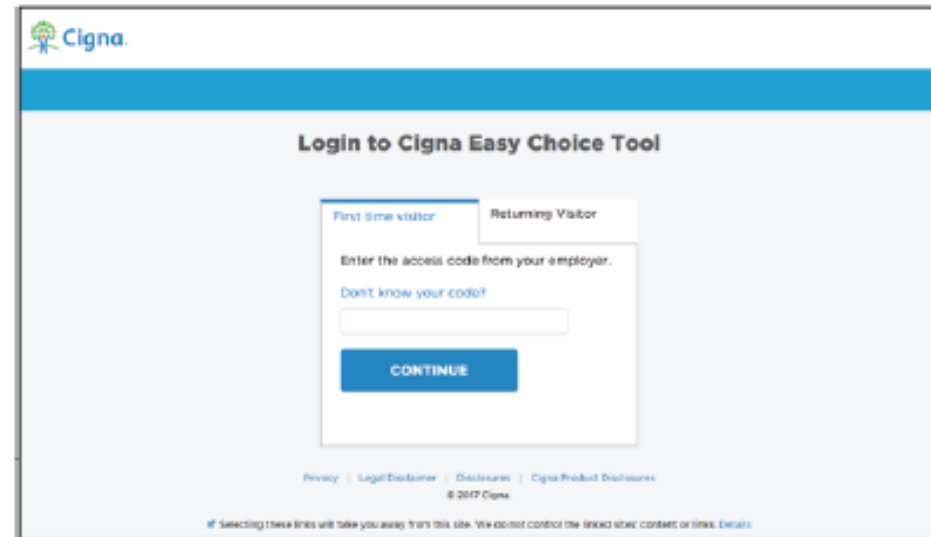 Cigna.
Login to Cigna Easy Choice Tool
First time visitor Returning Visitor
Enter the access code from your employer.
Don't know your code?
CONTINUE
Privacy | Legal Disclaimer | Disclosures | Cigna Product Disclosures
© 2017 Cigna
Selecting these links will take you away from this site. We do not control the linked sites' content or links. Details